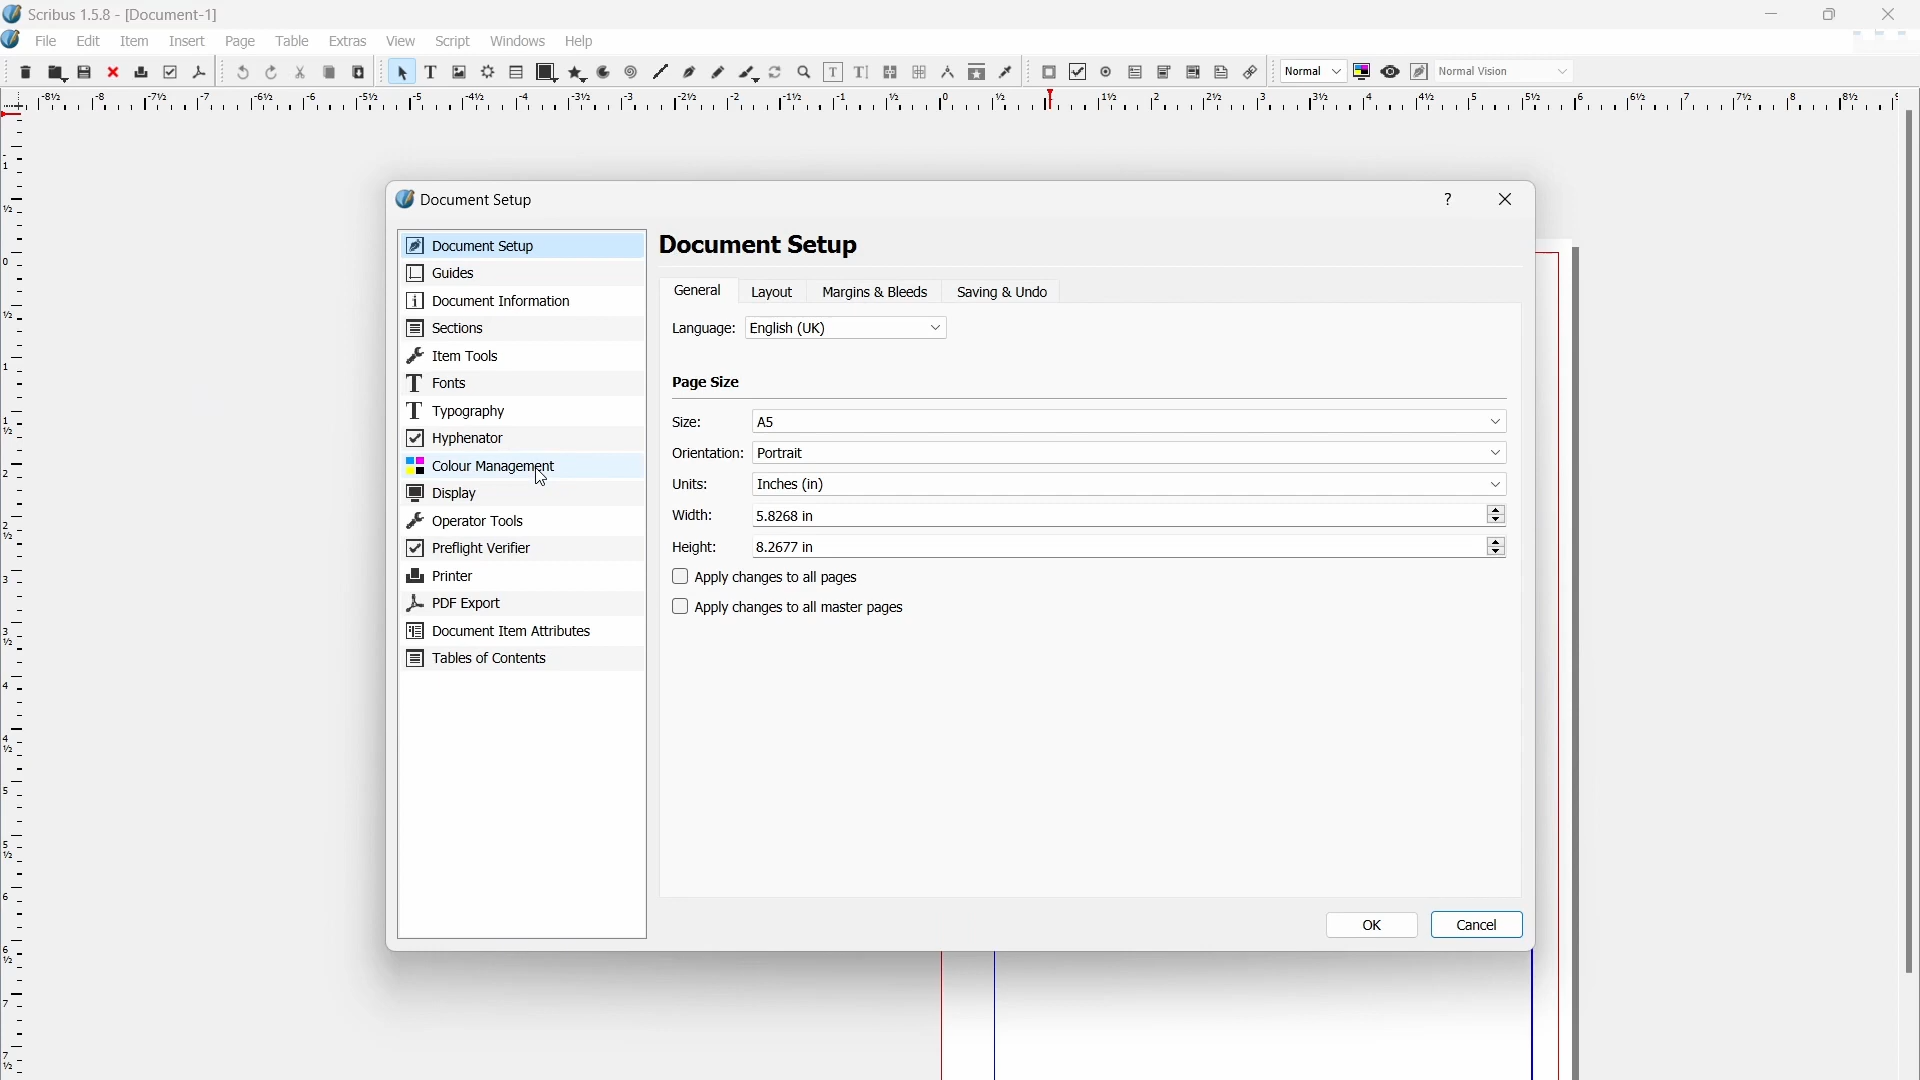 Scribus 1.5.8 - [Document-1]
File Edit Item Insert Page Table Extras View Script Windows Help
Normal Normal Vision
Document Setup
Document Setup
Guides
Document Information
Sections
Item Tools
Fonts
Typography
Hyphenator
Colour Management
Display
Operator Tools
Preflight Verifier
Printer
PDF Export
Document Item Attributes
Tables of Contents
Document Setup
General Layout Margins & Bleeds Saving & Undo
Language: English (UK)
Page Size
Size: A5
Orientation: Portrait
Units: Inches (in)
Width: 5.8268 in
Height: 8.2677 in
Apply changes to all pages
Apply changes to all master pages
OK Cancel